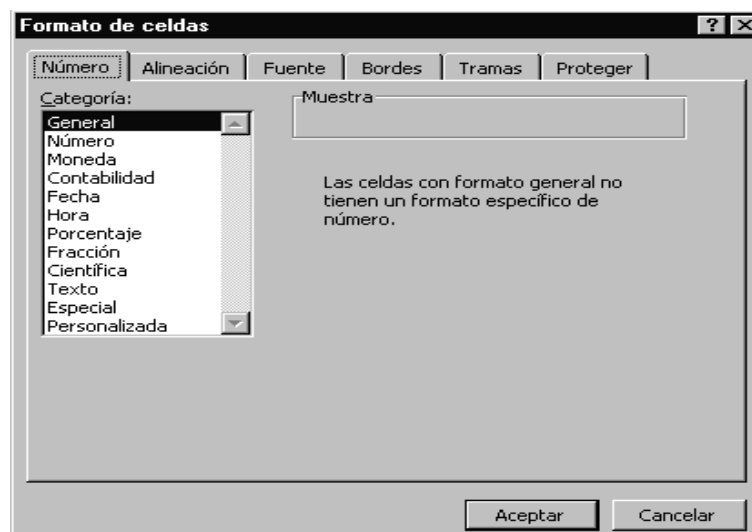 Formato de celdas
Número Alineación Fuente Bordes Tramas Proteger
Categoría:
General
Número
Moneda
Contabilidad
Fecha
Hora
Porcentaje
Fracción
Científica
Texto
Especial
Personalizada
Muestra
Las celdas con formato general no
tienen un formato específico de
número.
Aceptar Cancelar